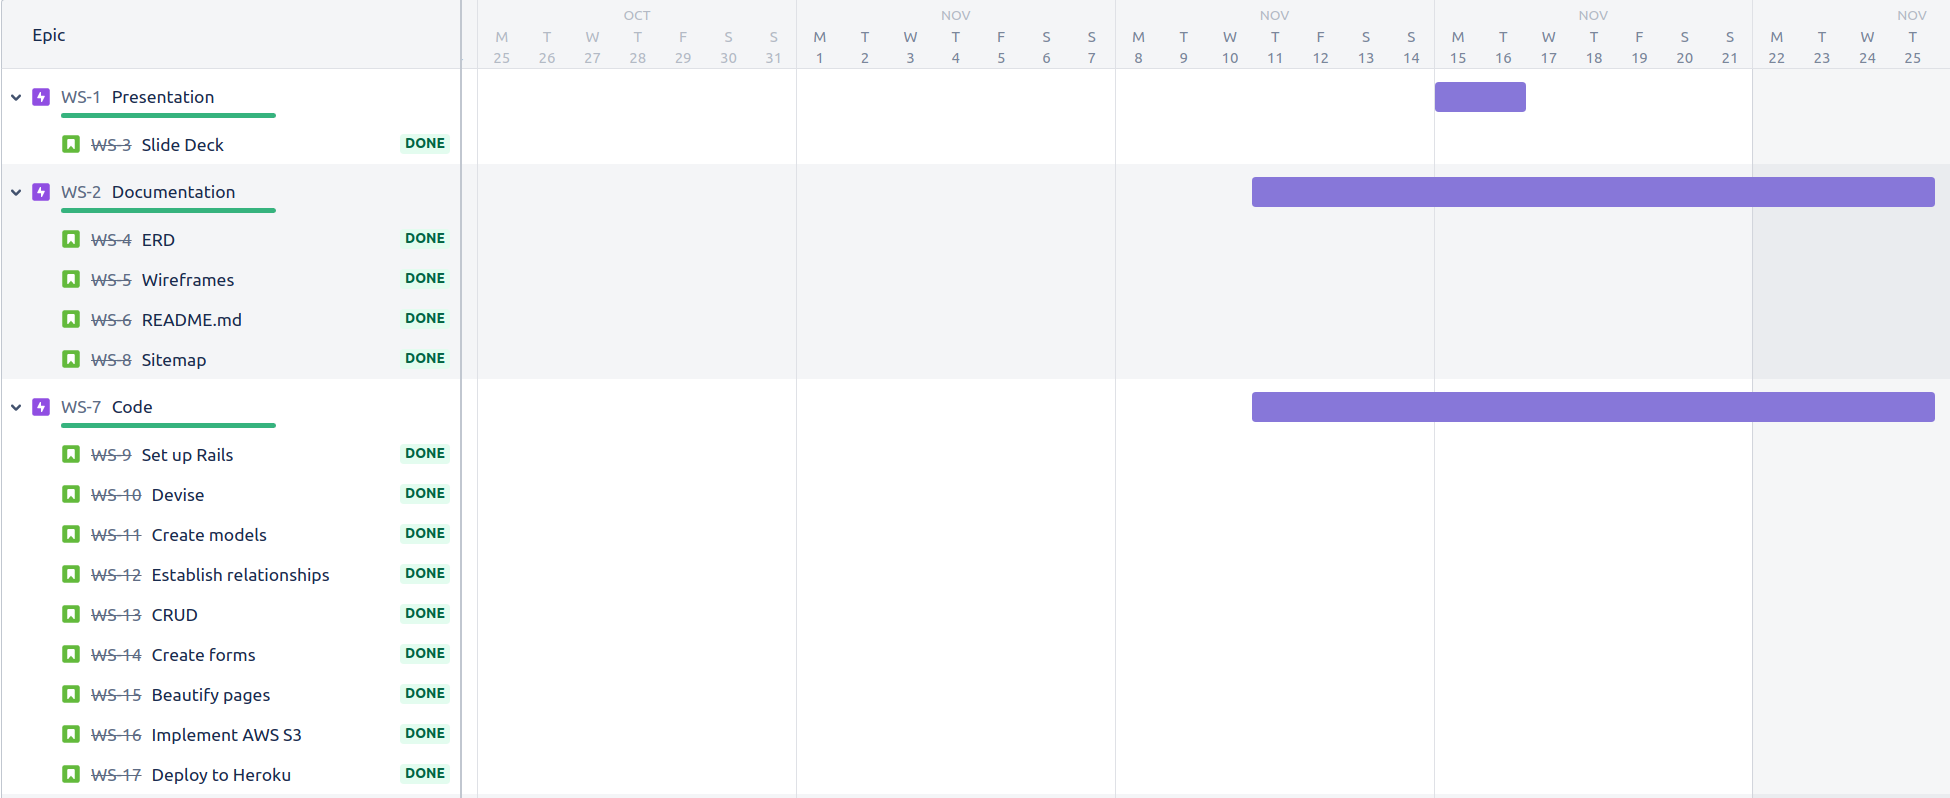 Epic
OCT NOV NOV NOV NOV
M T W T F S S M T W T F S S M T W T F S S M T W T F S S M T W T
25 26 27 28 29 30 31 1 2 3 4 5 6 7 8 9 10 11 12 13 14 15 16 17 18 19 20 21 22 23 24 25
WS-1 Presentation
WS-3 Slide Deck DONE
WS-2 Documentation
WS-4 ERD DONE
WS-5 Wireframes DONE
WS-6 README.md DONE
WS-8 Sitemap DONE
WS-7 Code
WS-9 Set up Rails DONE
WS-10 Devise DONE
WS-11 Create models DONE
WS-12 Establish relationships DONE
WS-13 CRUD DONE
WS-14 Create forms DONE
WS-15 Beautify pages DONE
WS-16 Implement AWS S3 DONE
WS-17 Deploy to Heroku DONE